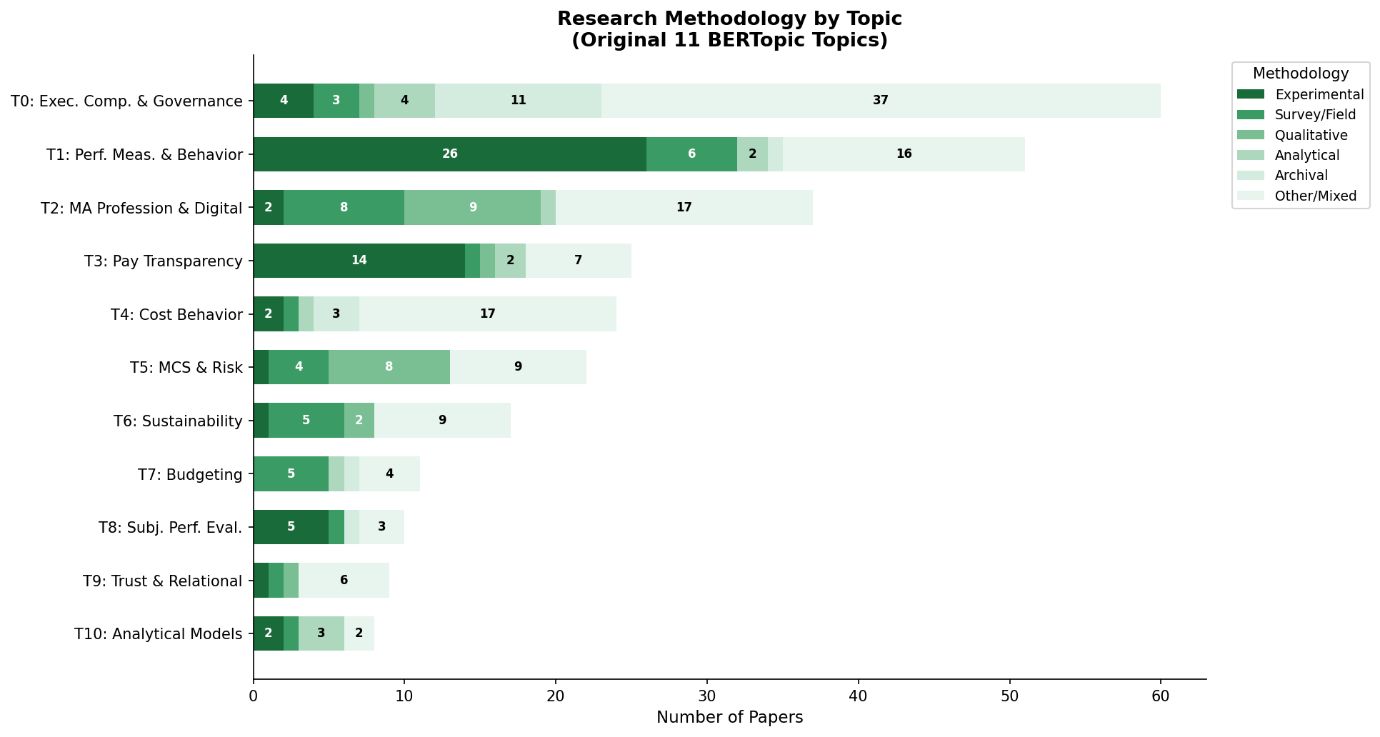 Research Methodology by Topic
(Original 11 BERTopic Topics)
Methodology
Experimental
Survey/Field
Qualitative
Analytical
Archival
Other/Mixed
T0: Exec. Comp. & Governance 4 3 4 11 37
T1: Perf. Meas. & Behavior 26 6 2 16
T2: MA Profession & Digital 2 8 9 17
T3: Pay Transparency 14 2 7
T4: Cost Behavior 2 3 17
T5: MCS & Risk 4 8 9
T6: Sustainability 5 2 9
T7: Budgeting 5 4
T8: Subj. Perf. Eval. 5 3
T9: Trust & Relational 6
T10: Analytical Models 2 3 2
0 10 20 30 40 50 60
Number of Papers